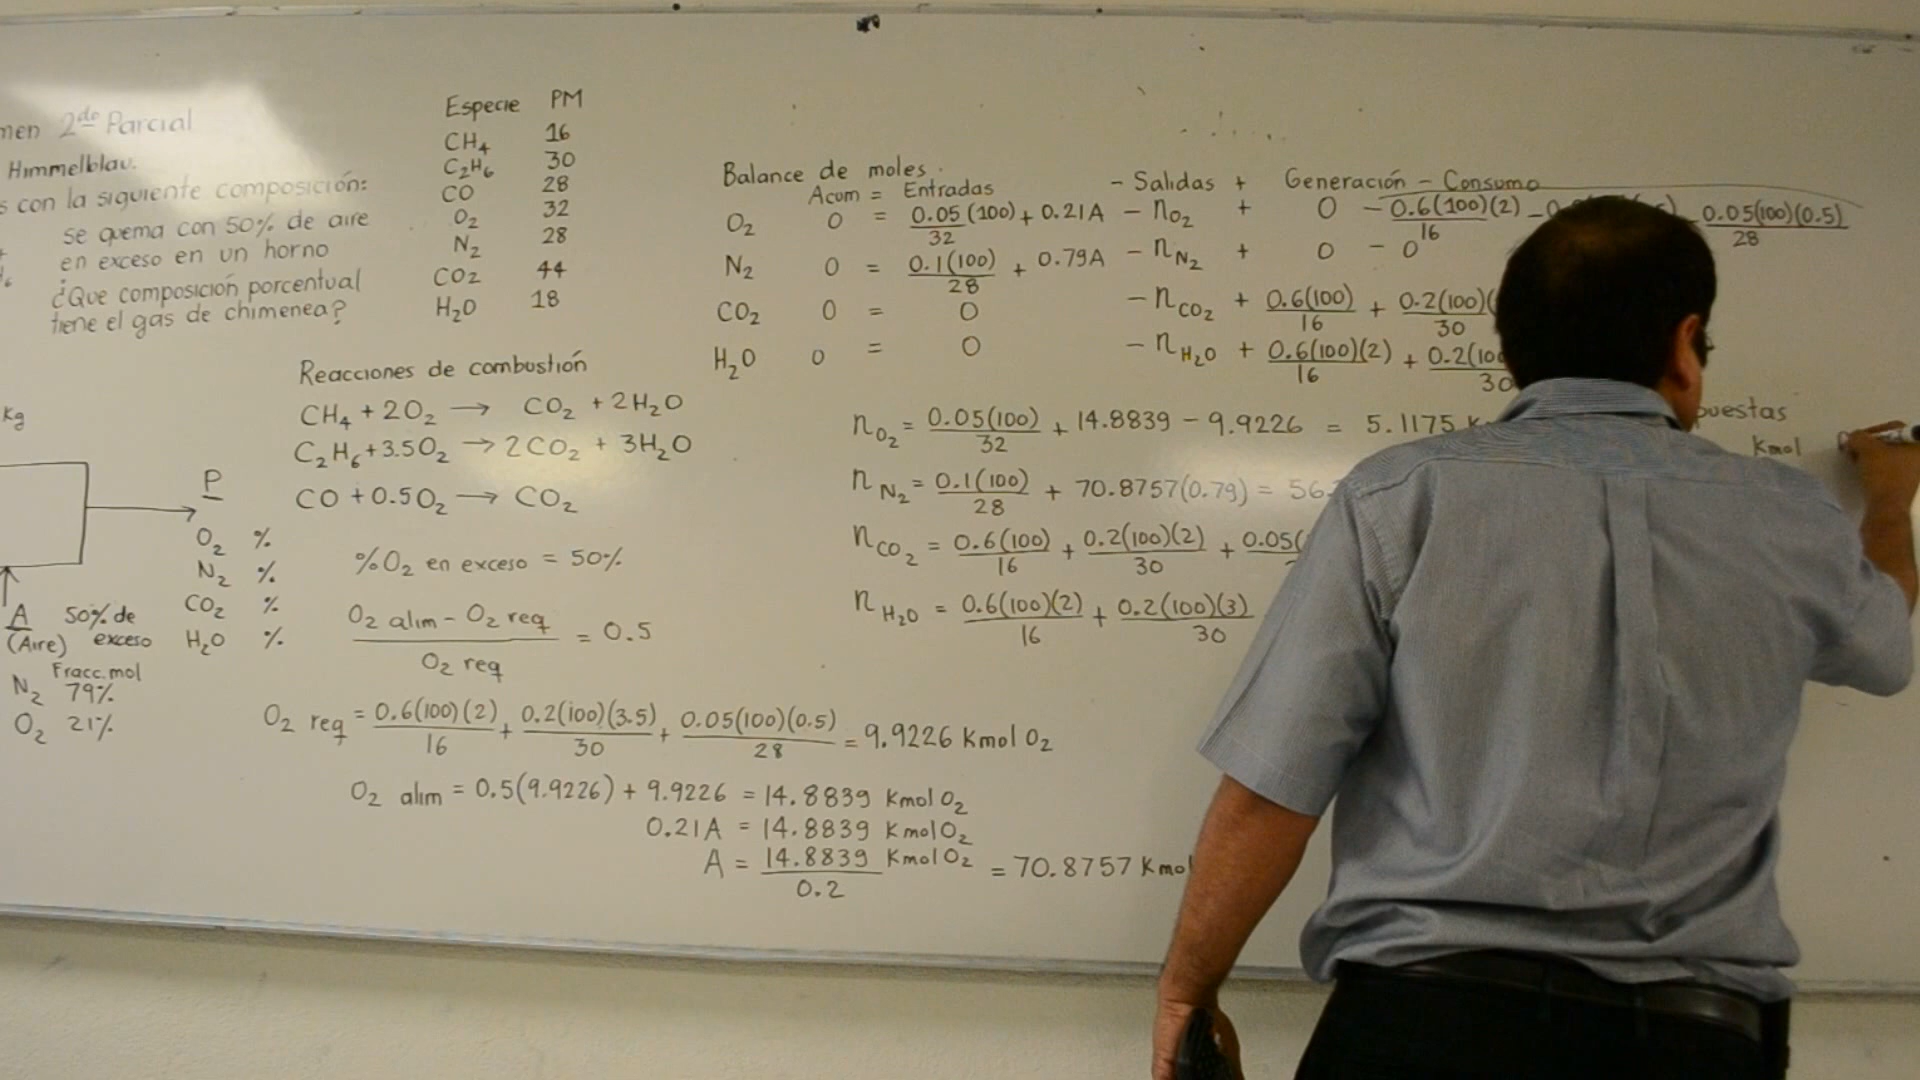 2do Parcial
Himmelblau.
s con la siguiente composición:
se quema con 50% de aire
en exceso en un horno
¿Que composición porcentual
tiene el gas de chimenea?
Especie PM
CH4 16
C2H6 30
CO 28
O2 32
N2 28
CO2 44
H2O 18
Kg
P
O2 %
N2 %
CO2 %
H2O %
A 50% de
(Aire) exceso
Fracc. mol
N2 79%
O2 21%
Reacciones de combustión
CH4 + 2O2 → CO2 + 2H2O
C2H6 + 3.5O2 → 2CO2 + 3H2O
CO + 0.5O2 → CO2
%O2 en exceso = 50%
O2 alim - O2 req
= 0.5
O2 req
O2 req = 0.6(100)(2)/16 + 0.2(100)(3.5)/30 + 0.05(100)(0.5)/28 = 9.9226 Kmol O2
O2 alim = 0.5(9.9226) + 9.9226 = 14.8839 Kmol O2
0.21A = 14.8839 Kmol O2
A = 14.8839 Kmol O2/0.2 = 70.8757 Kmol
Balance de moles.
Acum = Entradas - Salidas + Generación - Consumo
O2 0 = 0.05(100)/32 + 0.21A - nO2 + 0 - 0.6(100)(2)/16 - 0.05(100)(0.5)/28
N2 0 = 0.1(100)/28 + 0.79A - nN2 + 0 - 0
CO2 0 = 0 - nCO2 + 0.6(100)/16 + 0.2(100)(/30
H2O 0 = 0 - nH2O + 0.6(100)(2)/16 + 0.2(100/30
nO2 = 0.05(100)/32 + 14.8839 - 9.9226 = 5.1175 K
nN2 = 0.1(100)/28 + 70.8757(0.79) = 56.
nCO2 = 0.6(100)/16 + 0.2(100)(2)/30 + 0.05(
nH2O = 0.6(100)(2)/16 + 0.2(100)(3)/30
puestas
Kmol